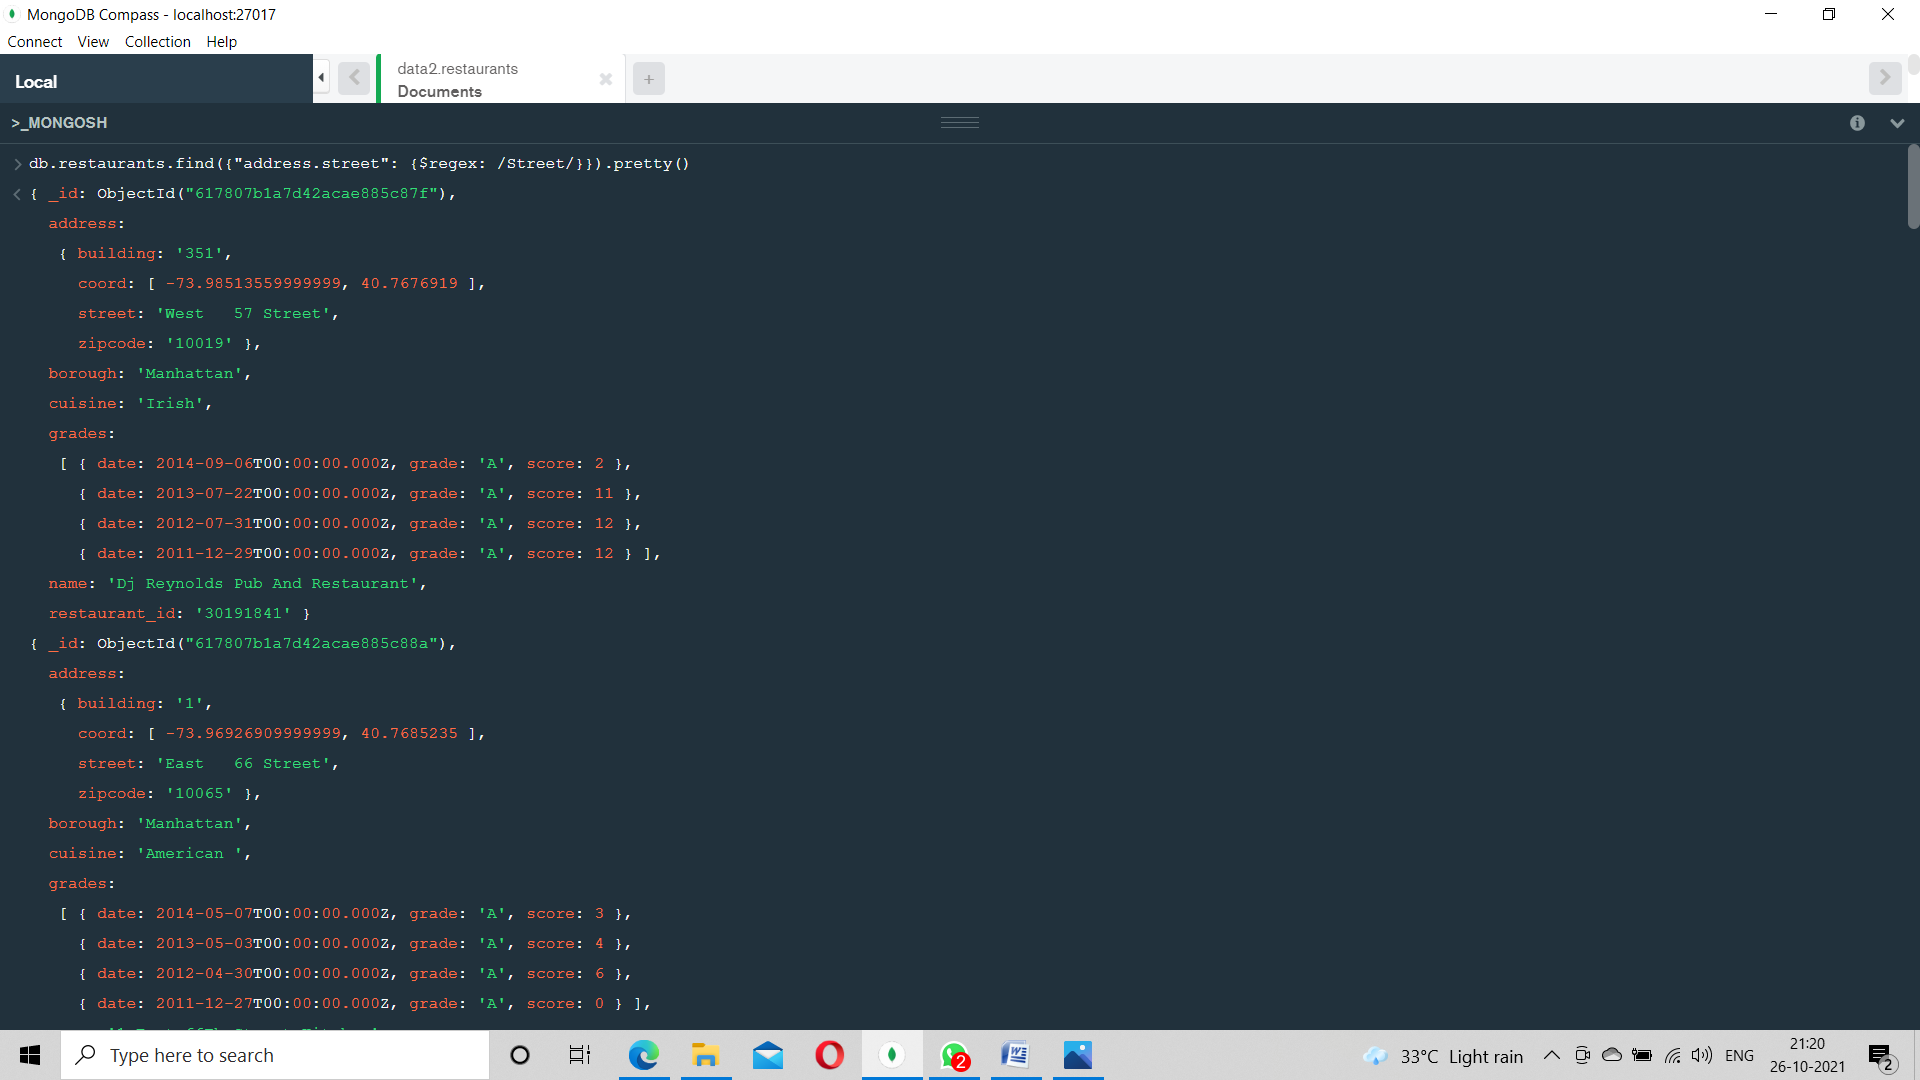 MongoDB Compass - localhost:27017
Connect View Collection Help
Local
data2.restaurants
Documents
+
>_MONGOSH
> db.restaurants.find({"address.street": {$regex: /Street/}}).pretty()
< { _id: ObjectId("617807b1a7d42acae885c87f"),
address:
{ building: '351',
coord: [ -73.98513559999999, 40.7676919 ],
street: 'West   57 Street',
zipcode: '10019' },
borough: 'Manhattan',
cuisine: 'Irish',
grades:
[ { date: 2014-09-06T00:00:00.000Z, grade: 'A', score: 2 },
{ date: 2013-07-22T00:00:00.000Z, grade: 'A', score: 11 },
{ date: 2012-07-31T00:00:00.000Z, grade: 'A', score: 12 },
{ date: 2011-12-29T00:00:00.000Z, grade: 'A', score: 12 } ],
name: 'Dj Reynolds Pub And Restaurant',
restaurant_id: '30191841' }
{ _id: ObjectId("617807b1a7d42acae885c88a"),
address:
{ building: '1',
coord: [ -73.96926909999999, 40.7685235 ],
street: 'East   66 Street',
zipcode: '10065' },
borough: 'Manhattan',
cuisine: 'American ',
grades:
[ { date: 2014-05-07T00:00:00.000Z, grade: 'A', score: 3 },
{ date: 2013-05-03T00:00:00.000Z, grade: 'A', score: 4 },
{ date: 2012-04-30T00:00:00.000Z, grade: 'A', score: 6 },
{ date: 2011-12-27T00:00:00.000Z, grade: 'A', score: 0 } ],
Type here to search
2
33°C Light rain
ENG
21:20
26-10-2021
2